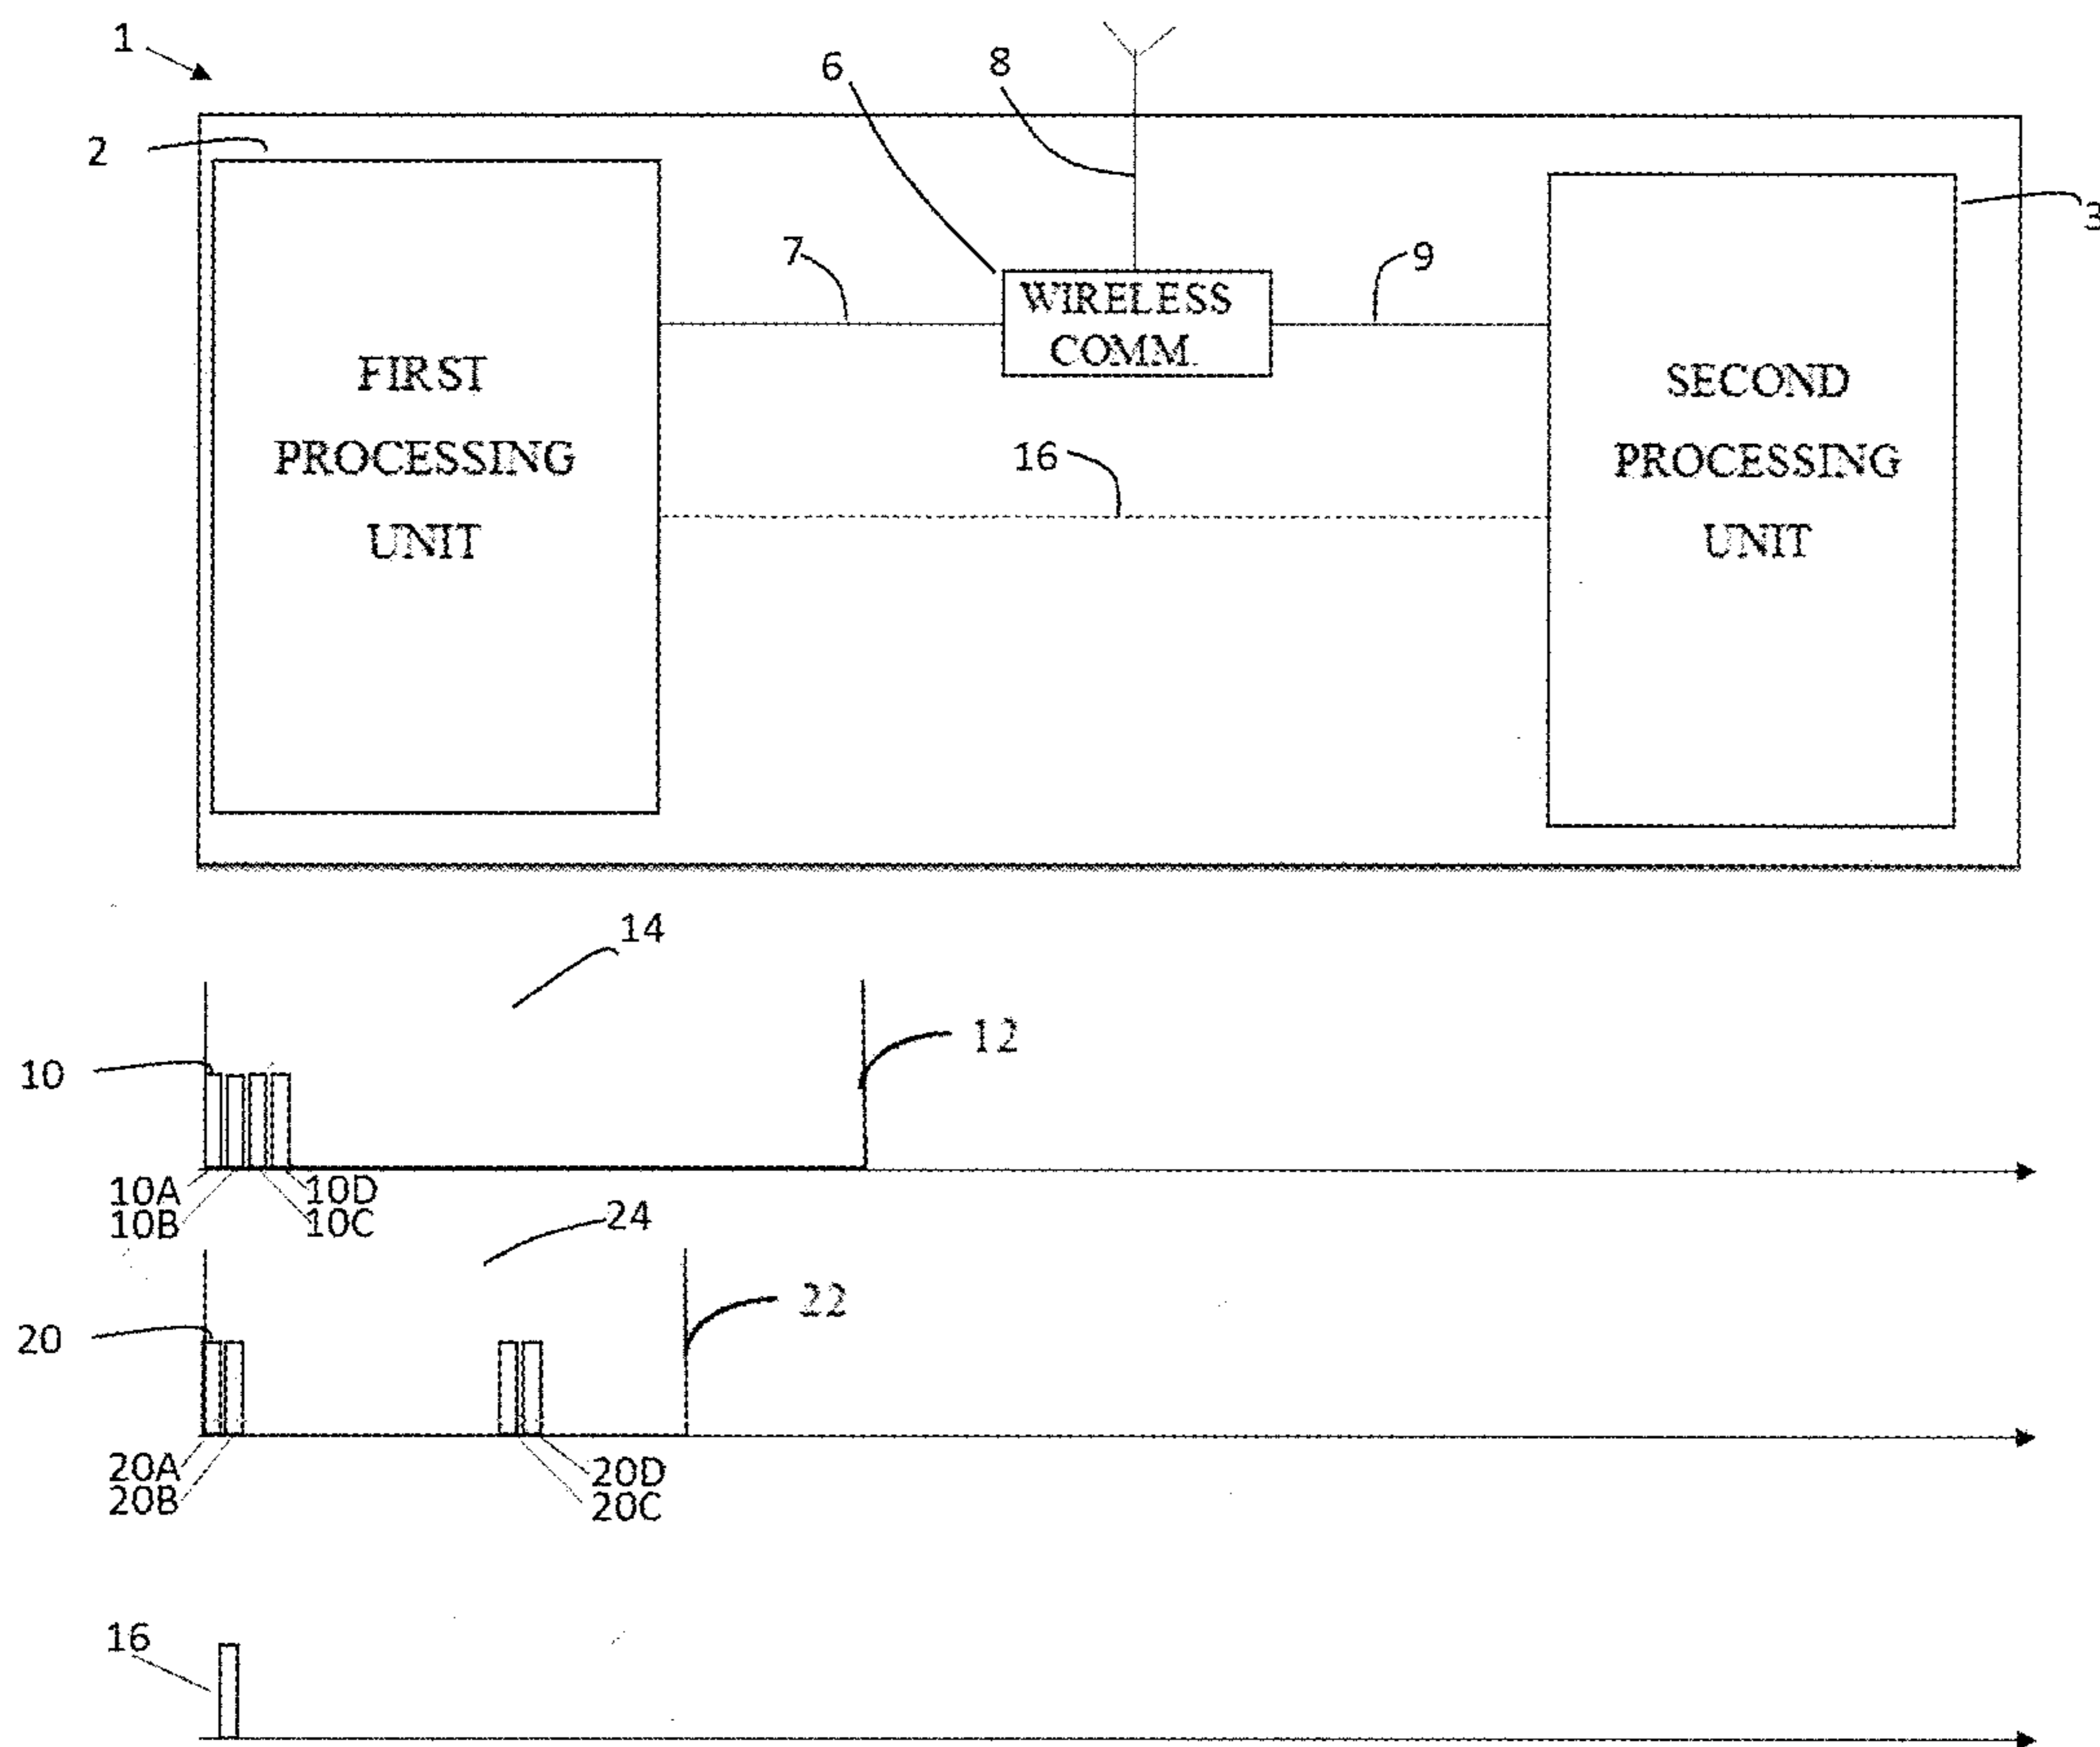 1
6
8
2
3
7
9
WIRELESS
COMM.
FIRST
PROCESSING
UNIT
16
SECOND
PROCESSING
UNIT
14
12
10
10A
10D
10B
10C
24
22
20
20A
20D
20B
20C
16